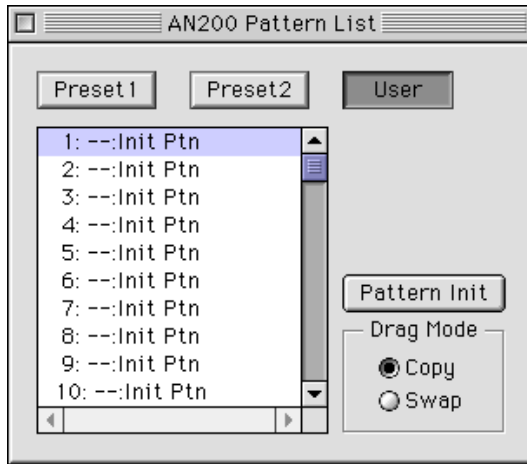 AN200 Pattern List
Preset1 Preset2 User
1: --:Init Ptn
2: --:Init Ptn
3: --:Init Ptn
4: --:Init Ptn
5: --:Init Ptn
6: --:Init Ptn
7: --:Init Ptn
8: --:Init Ptn
9: --:Init Ptn
10: --:Init Ptn
Pattern Init
Drag Mode
Copy
Swap